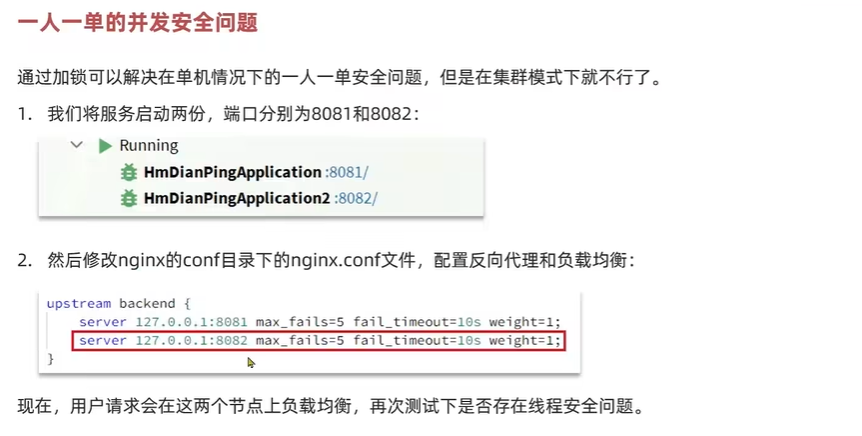 一人一单的并发安全问题
通过加锁可以解决在单机情况下的一人一单安全问题，但是在集群模式下就不行了。
1. 我们将服务启动两份，端口分别为8081和8082：
Running
HmDianPingApplication :8081/
HmDianPingApplication2 :8082/
2. 然后修改nginx的conf目录下的nginx.conf文件，配置反向代理和负载均衡：
upstream backend {
server 127.0.0.1:8081 max_fails=5 fail_timeout=10s weight=1;
server 127.0.0.1:8082 max_fails=5 fail_timeout=10s weight=1;
}
现在，用户请求会在这两个节点上负载均衡，再次测试下是否存在线程安全问题。